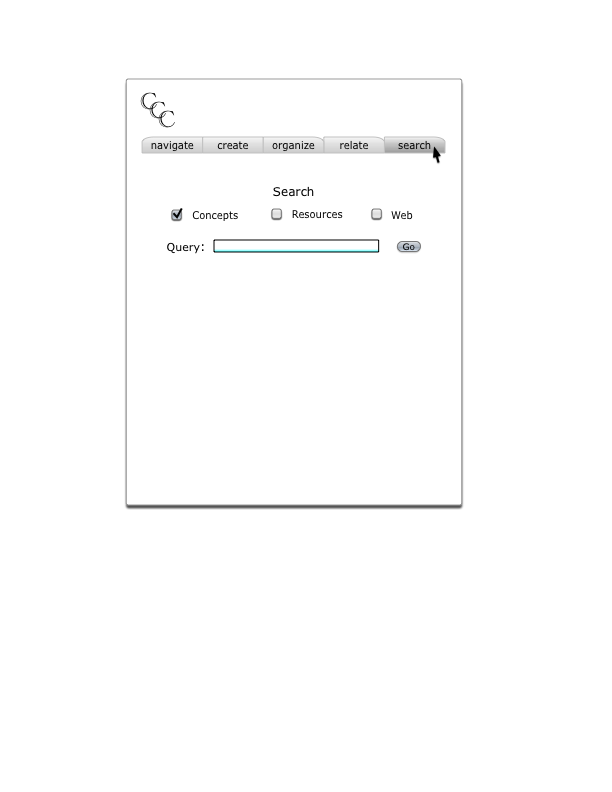 CCC
navigate create organize relate search
Search
Concepts Resources Web
Query: Go